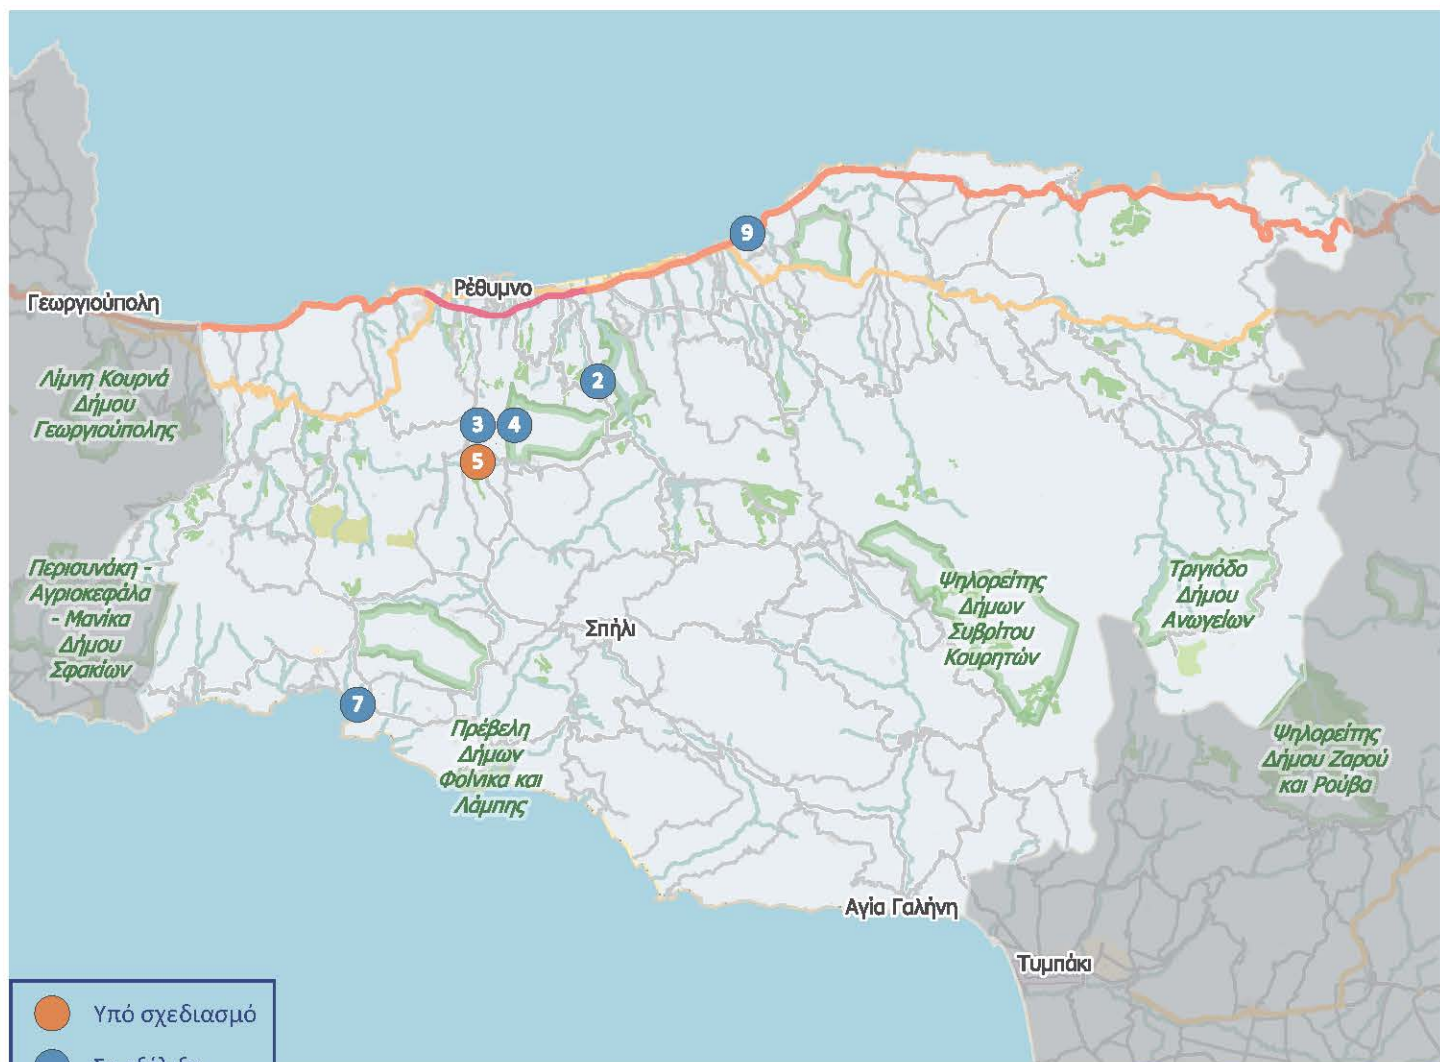 9
Ρέθυμνο
Γεωργιούπολη
Λίμνη Κουρνά
Δήμου
Γεωργιούπολης
2
3
4
5
Περισυνάκη -
Αγριοκεφάλα
- Μανίκα
Δήμου
Σφακίων
Ψηλορείτης
Δήμων
Συβρίτου
Κουρητών
Τριγιόδο
Δήμου
Ανωγείων
Σπήλι
7
Πρέβελη
Δήμων
Φοίνικα και
Λάμπης
Ψηλορείτης
Δήμου Ζαρού
και Ρούβα
Αγία Γαλήνη
Τυμπάκι
Υπό σχεδιασμό